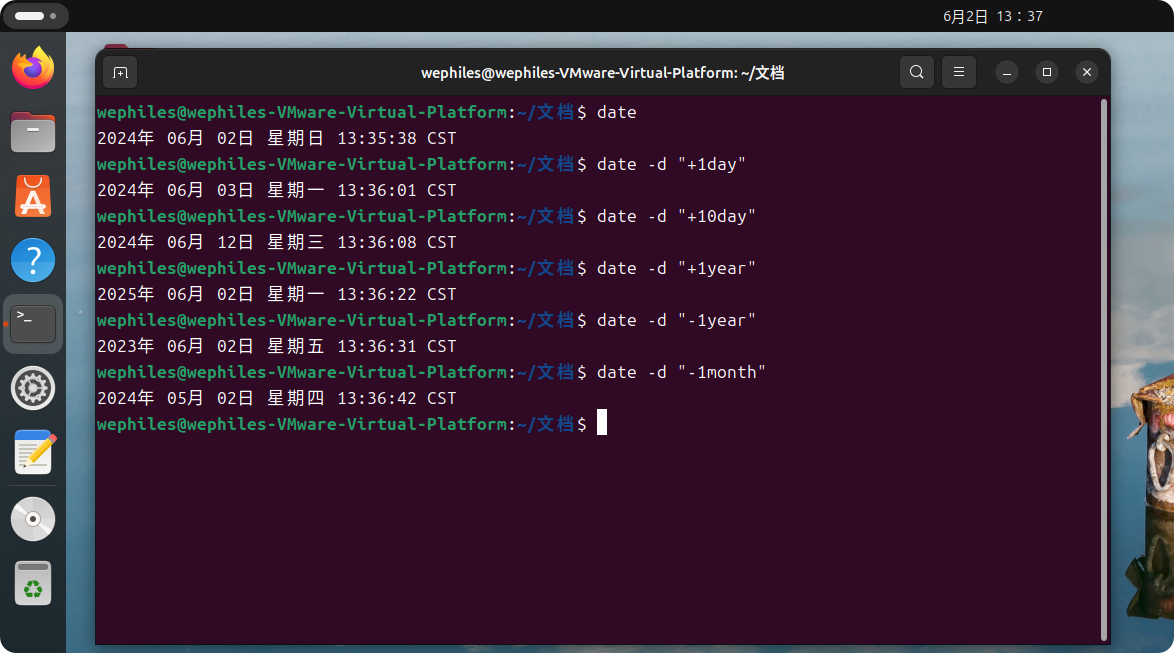 6月2日 13：37
wephiles@wephiles-VMware-Virtual-Platform: ~/文档
wephiles@wephiles-VMware-Virtual-Platform:~/文档$ date
2024年 06月 02日 星期日 13:35:38 CST
wephiles@wephiles-VMware-Virtual-Platform:~/文档$ date -d "+1day"
2024年 06月 03日 星期一 13:36:01 CST
wephiles@wephiles-VMware-Virtual-Platform:~/文档$ date -d "+10day"
2024年 06月 12日 星期三 13:36:08 CST
wephiles@wephiles-VMware-Virtual-Platform:~/文档$ date -d "+1year"
2025年 06月 02日 星期一 13:36:22 CST
wephiles@wephiles-VMware-Virtual-Platform:~/文档$ date -d "-1year"
2023年 06月 02日 星期五 13:36:31 CST
wephiles@wephiles-VMware-Virtual-Platform:~/文档$ date -d "-1month"
2024年 05月 02日 星期四 13:36:42 CST
wephiles@wephiles-VMware-Virtual-Platform:~/文档$